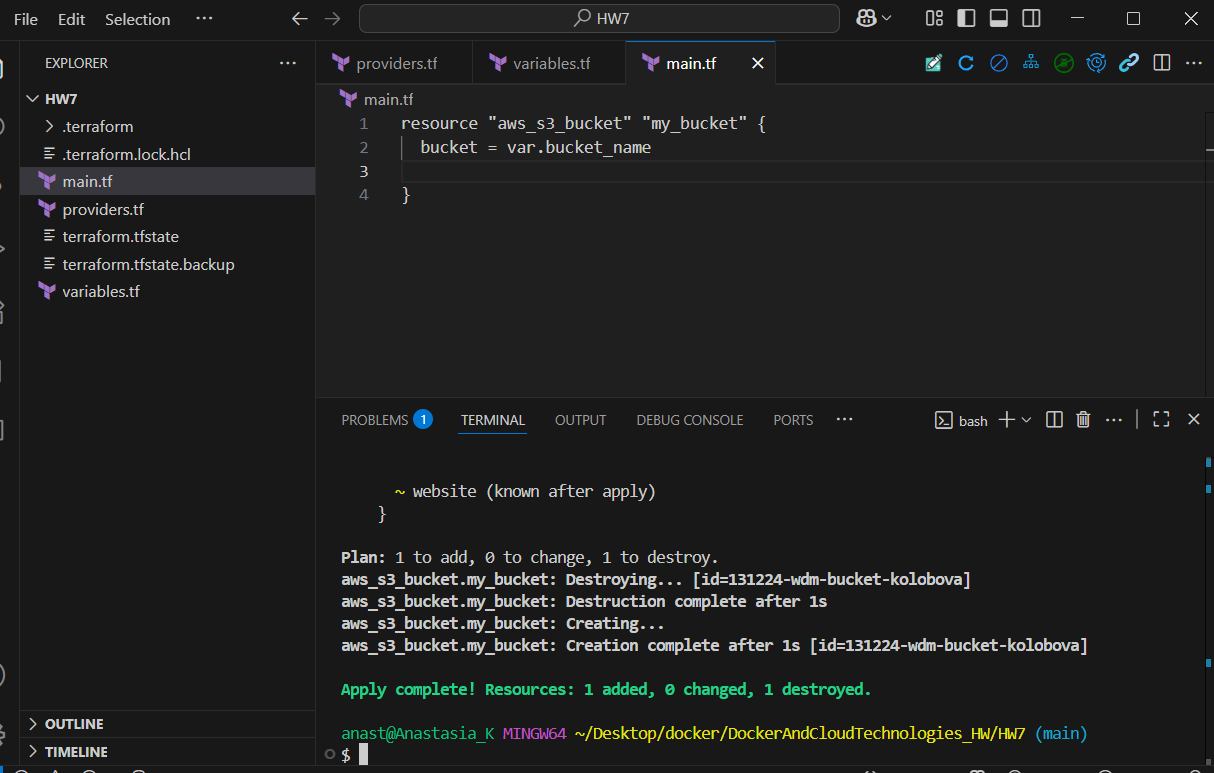 File Edit Selection ··· HW7
EXPLORER ···
HW7
.terraform
.terraform.lock.hcl
main.tf
providers.tf
terraform.tfstate
terraform.tfstate.backup
variables.tf
OUTLINE
TIMELINE
providers.tf variables.tf main.tf
main.tf
1 resource "aws_s3_bucket" "my_bucket" {
2 bucket = var.bucket_name
3
4 }
PROBLEMS 1 TERMINAL OUTPUT DEBUG CONSOLE PORTS ··· bash
~ website (known after apply)
}
Plan: 1 to add, 0 to change, 1 to destroy.
aws_s3_bucket.my_bucket: Destroying... [id=131224-wdm-bucket-kolobova]
aws_s3_bucket.my_bucket: Destruction complete after 1s
aws_s3_bucket.my_bucket: Creating...
aws_s3_bucket.my_bucket: Creation complete after 1s [id=131224-wdm-bucket-kolobova]
Apply complete! Resources: 1 added, 0 changed, 1 destroyed.
anast@Anastasia_K MINGW64 ~/Desktop/docker/DockerAndCloudTechnologies_HW/HW7 (main)
$